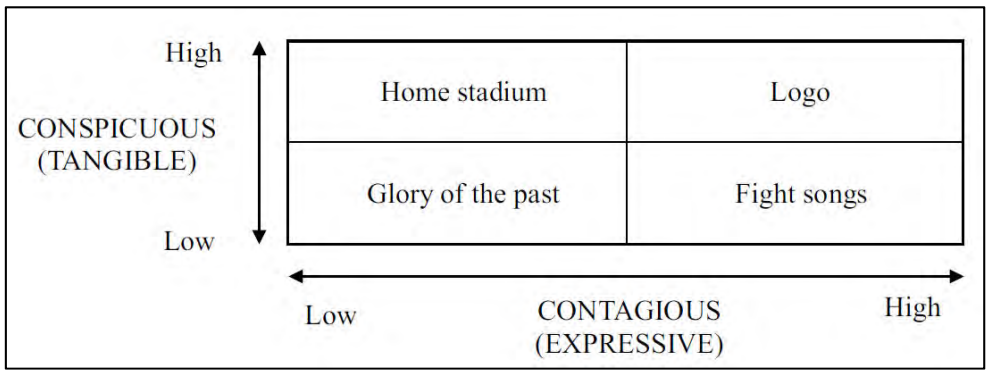 High
Home stadium
Logo
CONSPICUOUS
(TANGIBLE)
Glory of the past
Fight songs
Low
Low
CONTAGIOUS
(EXPRESSIVE)
High